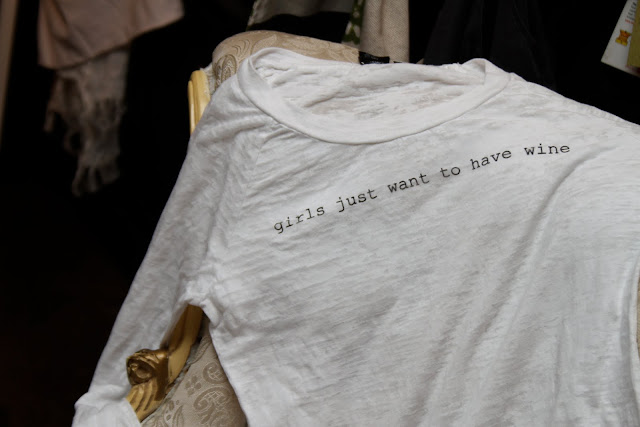 girls just want to have wine